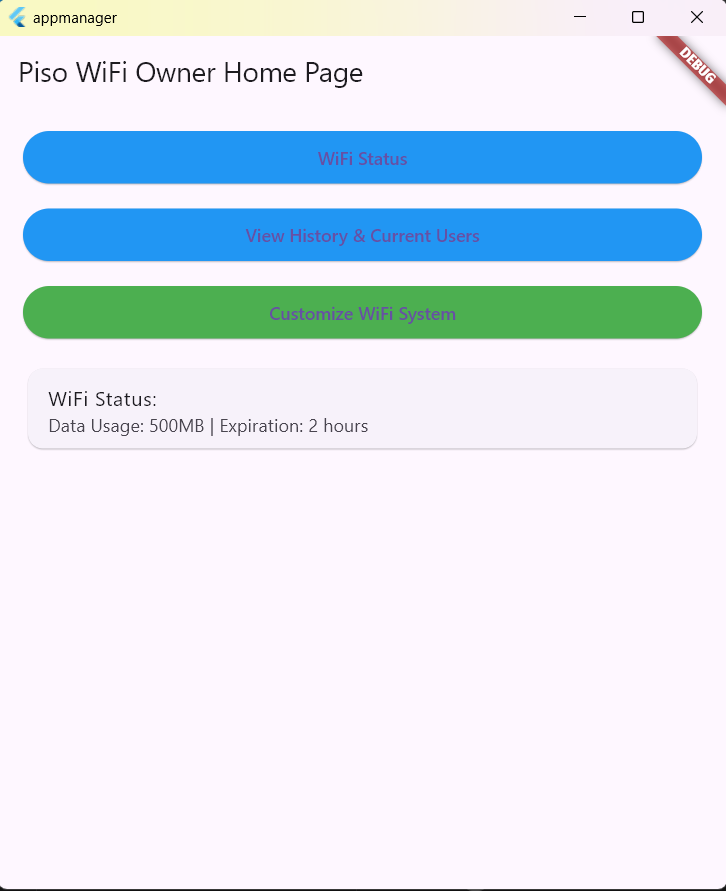 appmanager
Piso WiFi Owner Home Page
DEBUG
WiFi Status
View History & Current Users
Customize WiFi System
WiFi Status:
Data Usage: 500MB | Expiration: 2 hours